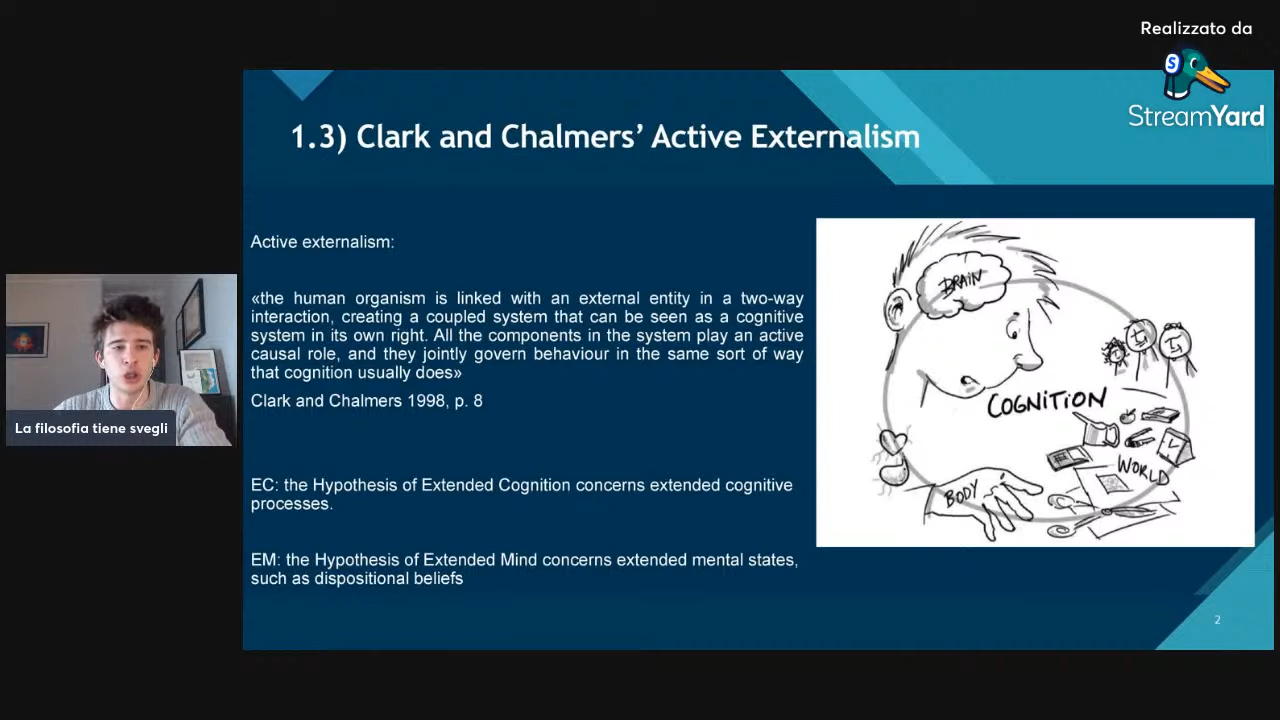 Realizzato da
StreamYard
1.3) Clark and Chalmers’ Active Externalism
Active externalism:
«the human organism is linked with an external entity in a two-way
interaction, creating a coupled system that can be seen as a cognitive
system in its own right. All the components in the system play an active
causal role, and they jointly govern behaviour in the same sort of way
that cognition usually does»
Clark and Chalmers 1998, p. 8
EC: the Hypothesis of Extended Cognition concerns extended cognitive
processes.
EM: the Hypothesis of Extended Mind concerns extended mental states,
such as dispositional beliefs
BRAIN
COGNITION
WORLD
BODY
La filosofia tiene svegli
2